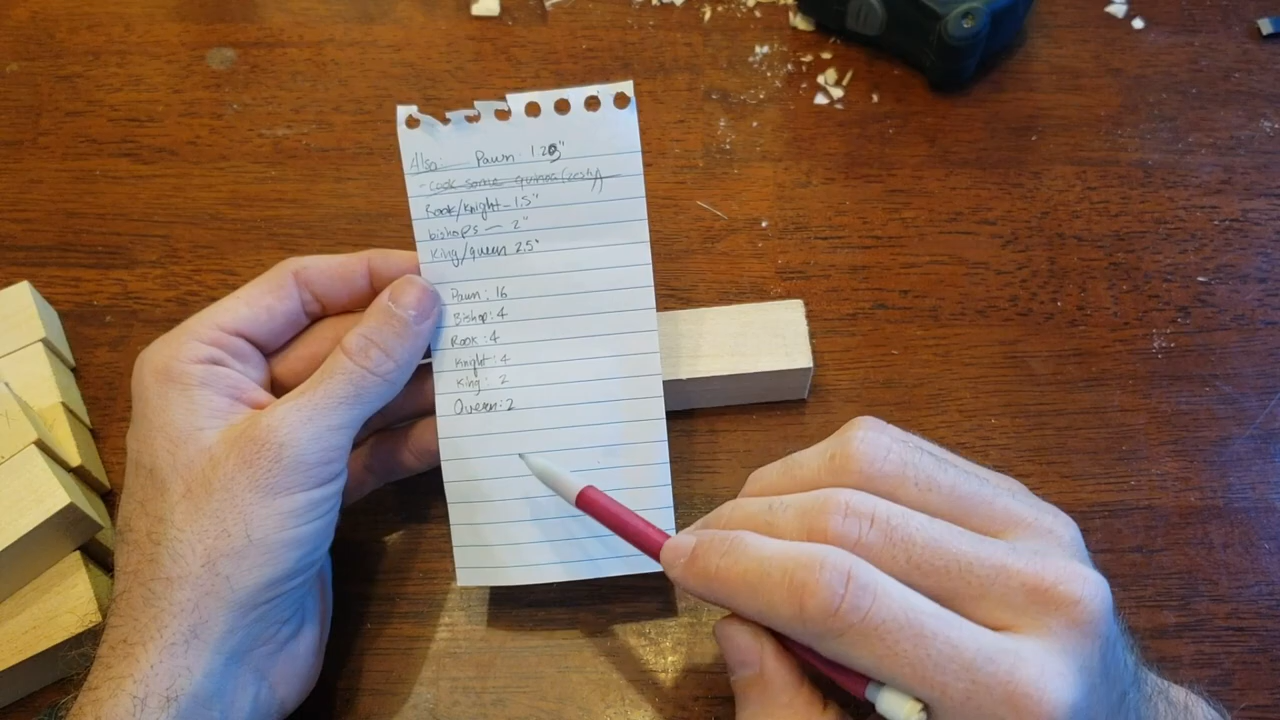 Also: Pawn 1.25"
- cook some quinoa
Rook/knight - 1.5"
bishops — 2"
King/queen 2.5"
Pawn: 16
Bishop: 4
Rook: 4
Knight: 4
King: 2
Queen: 2